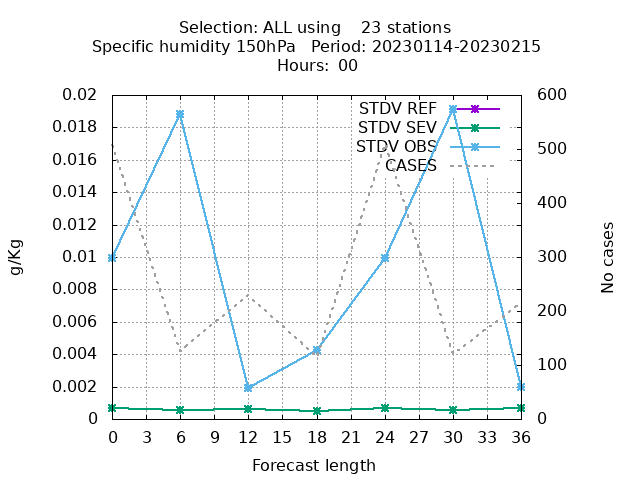 Selection: ALL using    23 stations
Specific humidity 150hPa   Period: 20230114-20230215
Hours:  00
STDV REF
STDV SEV
STDV OBS
CASES
0.02
0.018
0.016
0.014
0.012
0.01
0.008
0.006
0.004
0.002
0
g/Kg
600
500
400
300
200
100
0
No cases
0 3 6 9 12 15 18 21 24 27 30 33 36
Forecast length